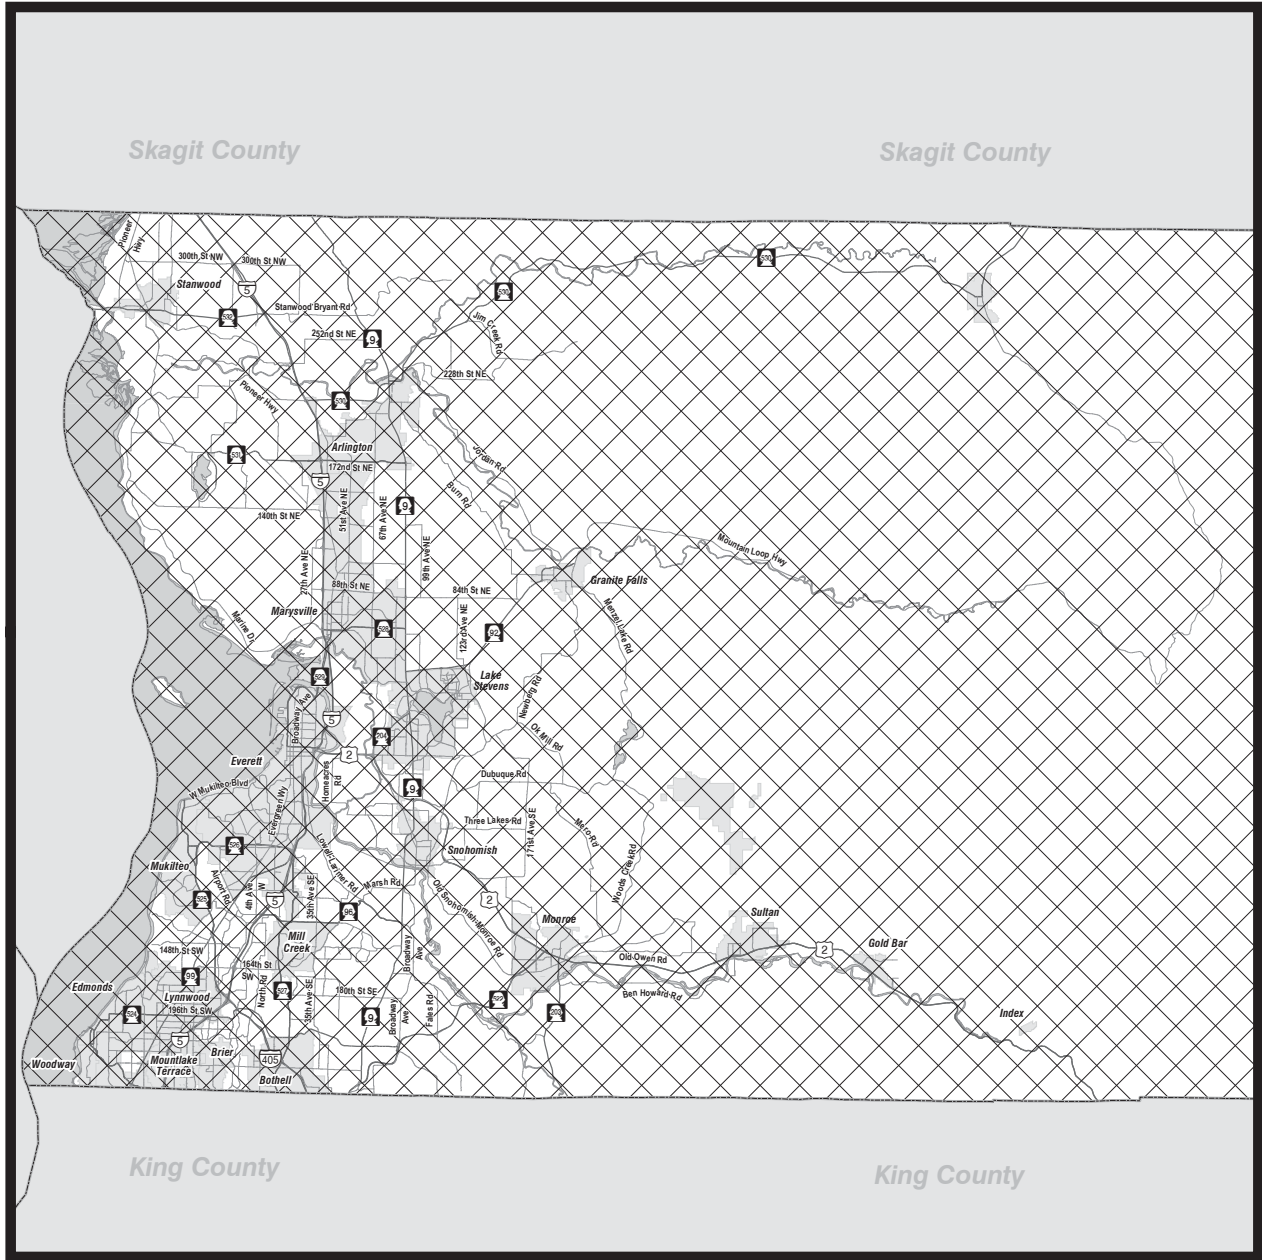 Skagit County
Skagit County
Pioneer
Hwy
300th St NW
300th St NW
530
Stanwood
5
530
Stanwood Bryant Rd
532
Jim Creek Rd
252nd St NE
9
228th St NE
Pioneer Hwy
530
Arlington
531
172nd St NE
Jordan Rd
5
Burn Rd
51st Ave NE
67th Ave NE
9
140th St NE
Mountain Loop Hwy
27th Ave NE
99th Ave NE
Granite Falls
88th St NE
84th St NE
Marysville
Marine Dr
528
123rd Ave NE
92
Menzel Lake Rd
529
Lake
Stevens
Newberg Rd
Broadway Ave
5
204
Ok Mill Rd
2
Everett
Homeacres
Rd
Dubuque Rd
W Mukilteo Blvd
9
Evergreen Wy
Three Lakes Rd
171st Ave SE
Mero Rd
526
Lowell-Larimer Rd
Snohomish
Woods Creek Rd
Mukilteo
Airport Rd
4th Ave
W
35th Ave SE
Marsh Rd
Old Snohomish-Monroe Rd
525
5
2
96
Monroe
Sultan
Mill
Creek
Gold Bar
148th St SW
Broadway
Ave
2
Old Owen Rd
164th St
SW
99
North Rd
Edmonds
527
35th Ave SE
180th St SE
Ben Howard Rd
Lynnwood
522
196th St SW
Fales Rd
203
Index
524
9
Broadway
Ave
5
Brier
405
Woodway
Mountlake
Terrace
Bothell
King County
King County